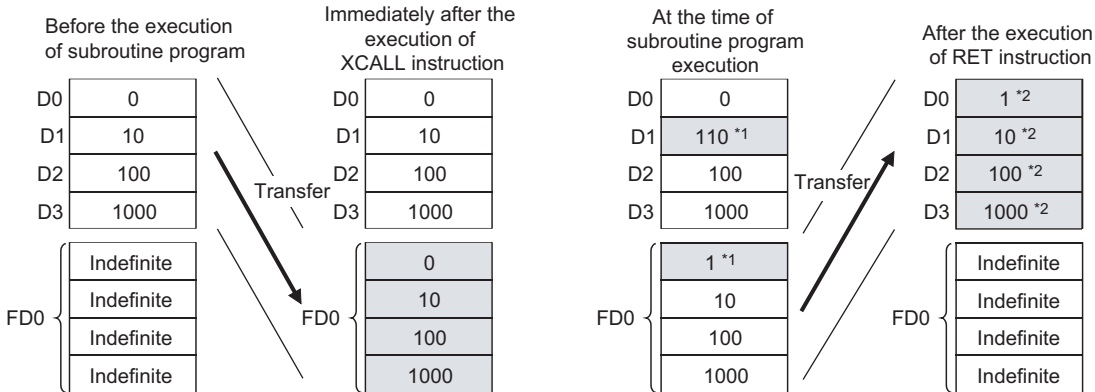 Before the execution
of subroutine program
D0 0
D1 10
D2 100
D3 1000
FD0
Indefinite
Indefinite
Indefinite
Indefinite
Transfer
Immediately after the
execution of
XCALL instruction
D0 0
D1 10
D2 100
D3 1000
FD0
0
10
100
1000
At the time of
subroutine program
execution
D0 0
D1 110 *1
D2 100
D3 1000
FD0
1 *1
10
100
1000
Transfer
After the execution
of RET instruction
D0 1 *2
D1 10 *2
D2 100 *2
D3 1000 *2
FD0
Indefinite
Indefinite
Indefinite
Indefinite